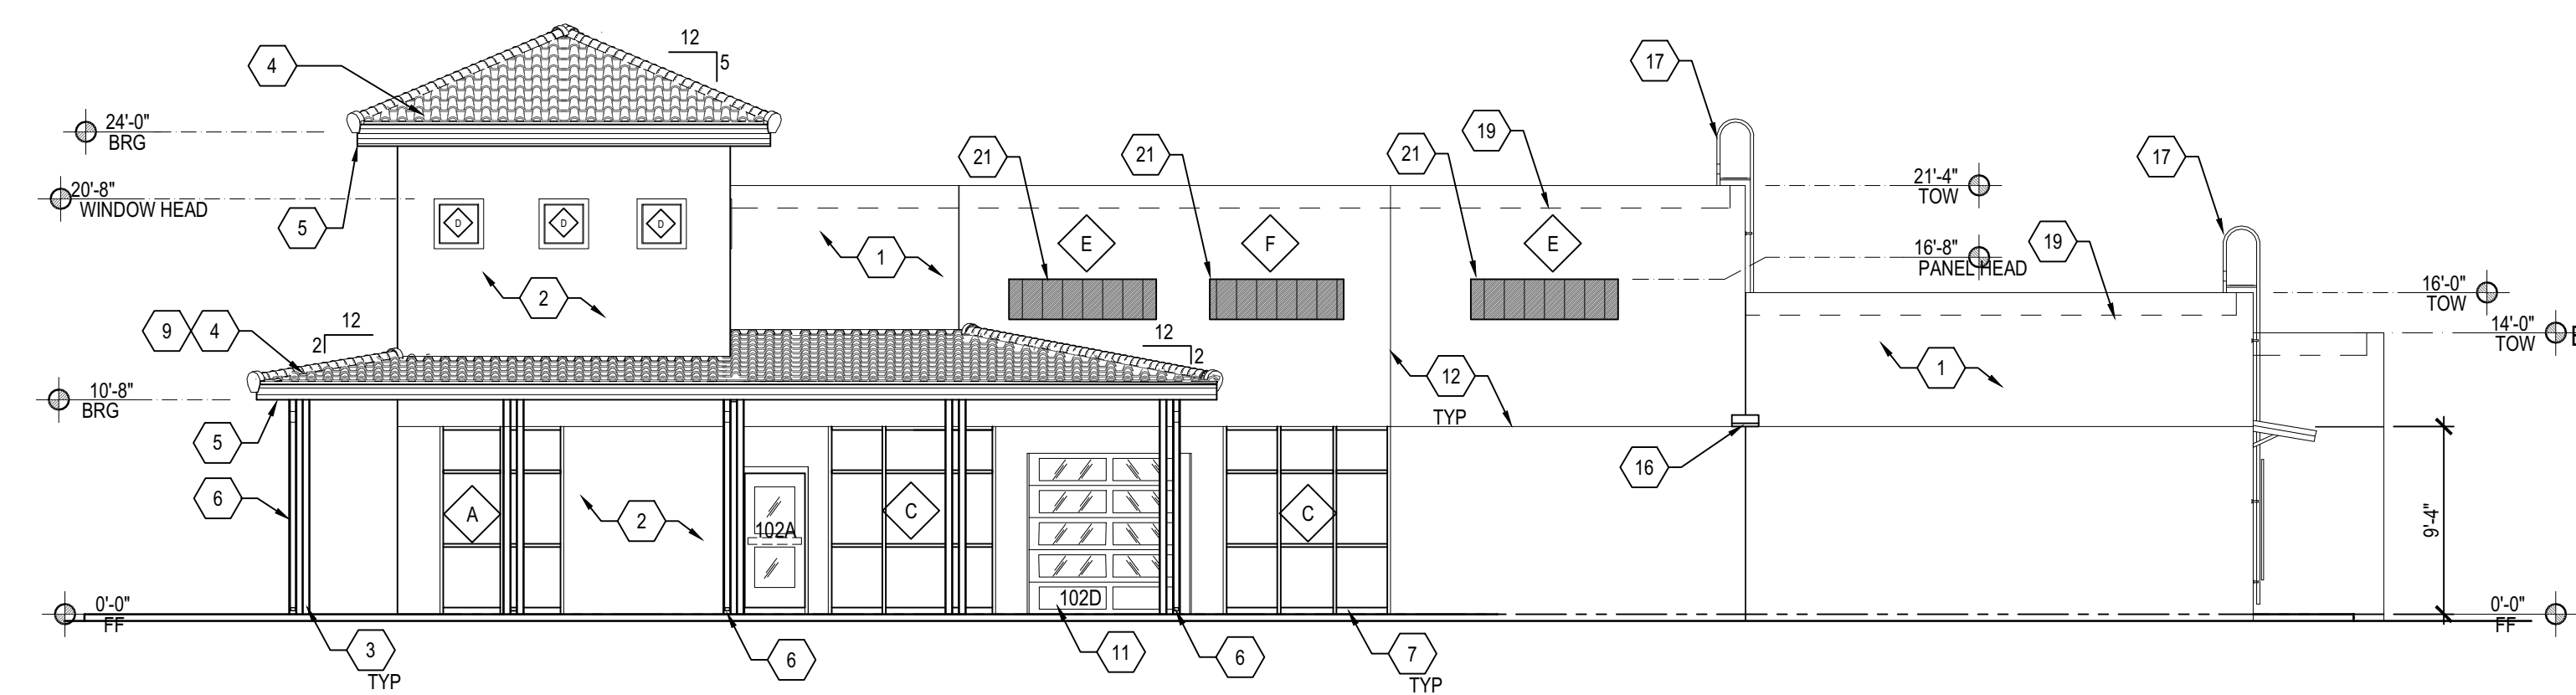 12
5
4
17
24'-0"
BRG
21
21
21
19
17
20'-8"
WINDOW HEAD
21'-4"
TOW
5
D
D
D
E
F
E
1
16'-8"
PANEL HEAD
19
2
16'-0"
TOW
9
4
12
2
12
2
14'-0"
TOW
12
TYP
1
10'-8"
BRG
5
16
6
A
2
102A
C
C
9'-4"
102D
0'-0"
FF
0'-0"
FF
3
TYP
6
11
6
7
TYP